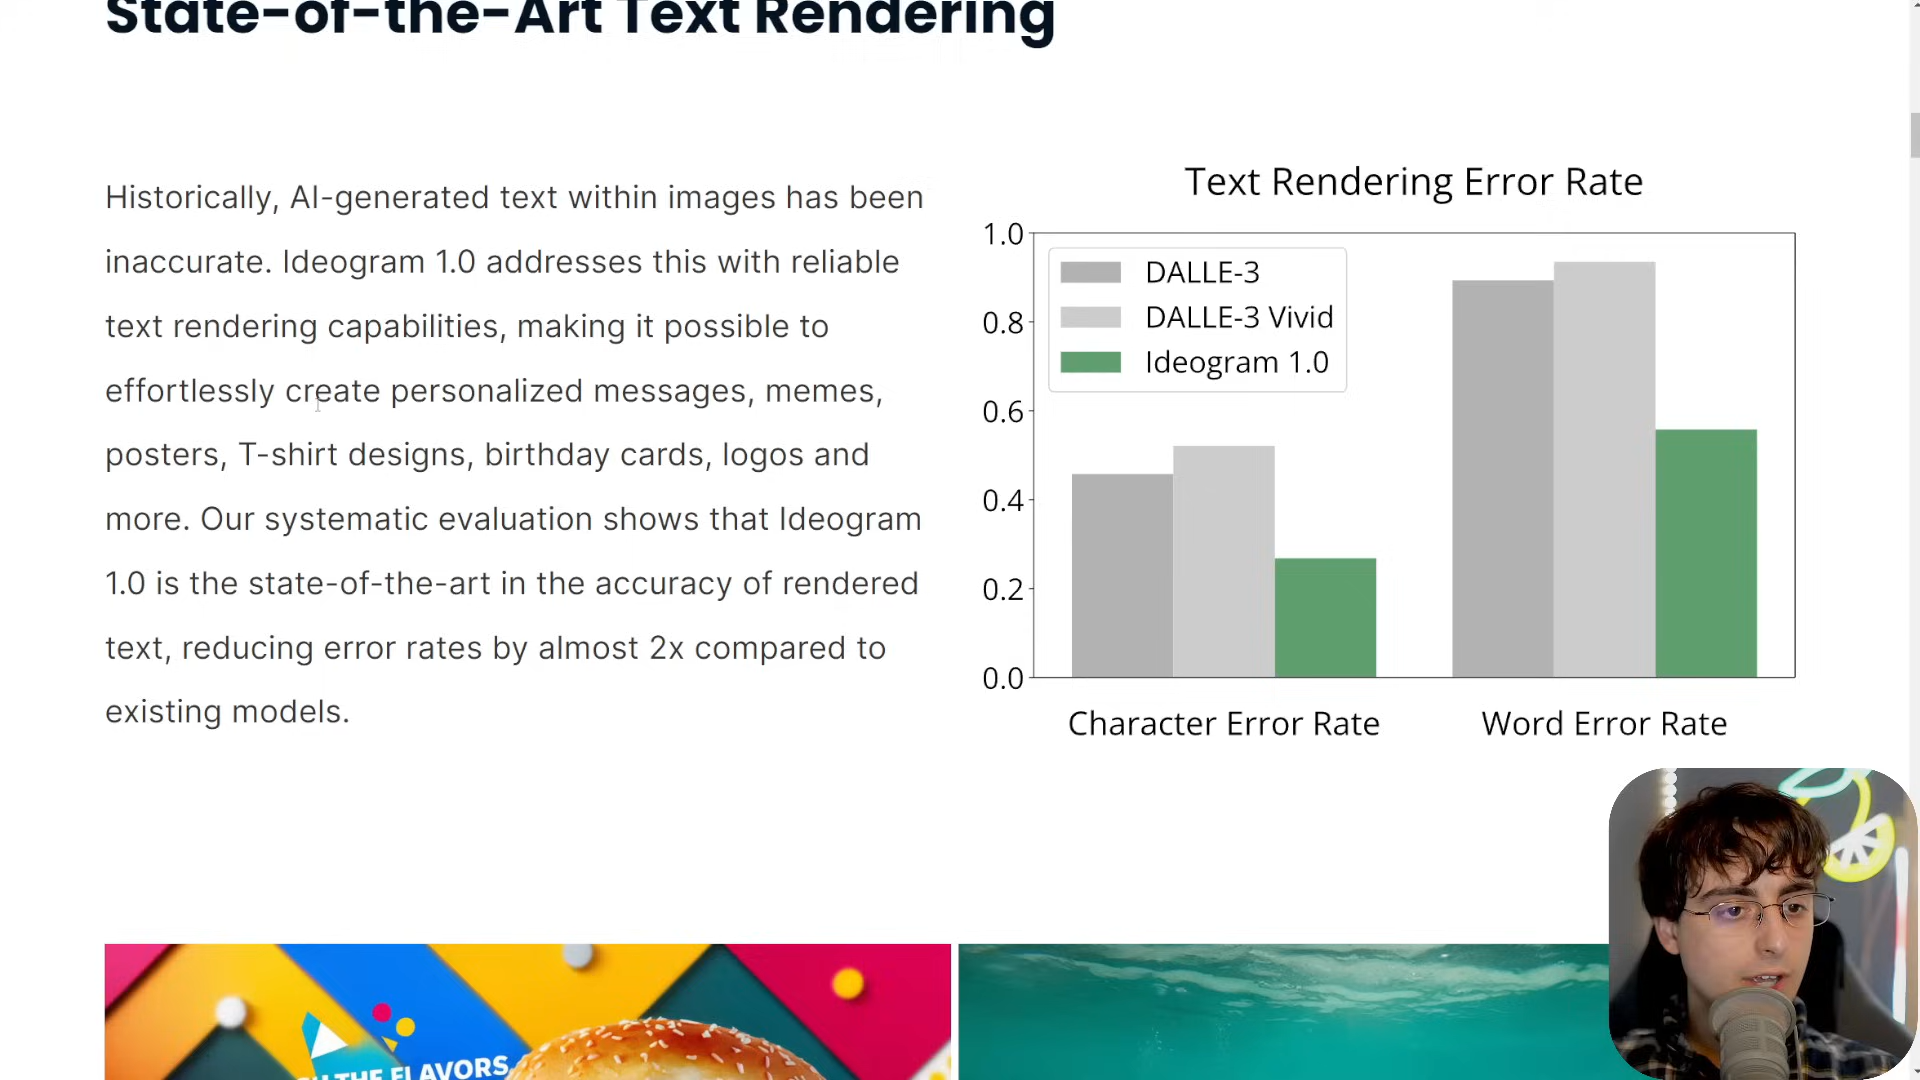 State-of-the-Art Text Rendering
Historically, AI-generated text within images has been
inaccurate. Ideogram 1.0 addresses this with reliable
text rendering capabilities, making it possible to
effortlessly create personalized messages, memes,
posters, T-shirt designs, birthday cards, logos and
more. Our systematic evaluation shows that Ideogram
1.0 is the state-of-the-art in the accuracy of rendered
text, reducing error rates by almost 2x compared to
existing models.
Text Rendering Error Rate
1.0
0.8
0.6
0.4
0.2
0.0
DALLE-3
DALLE-3 Vivid
Ideogram 1.0
Character Error Rate
Word Error Rate
THE FLAVORS